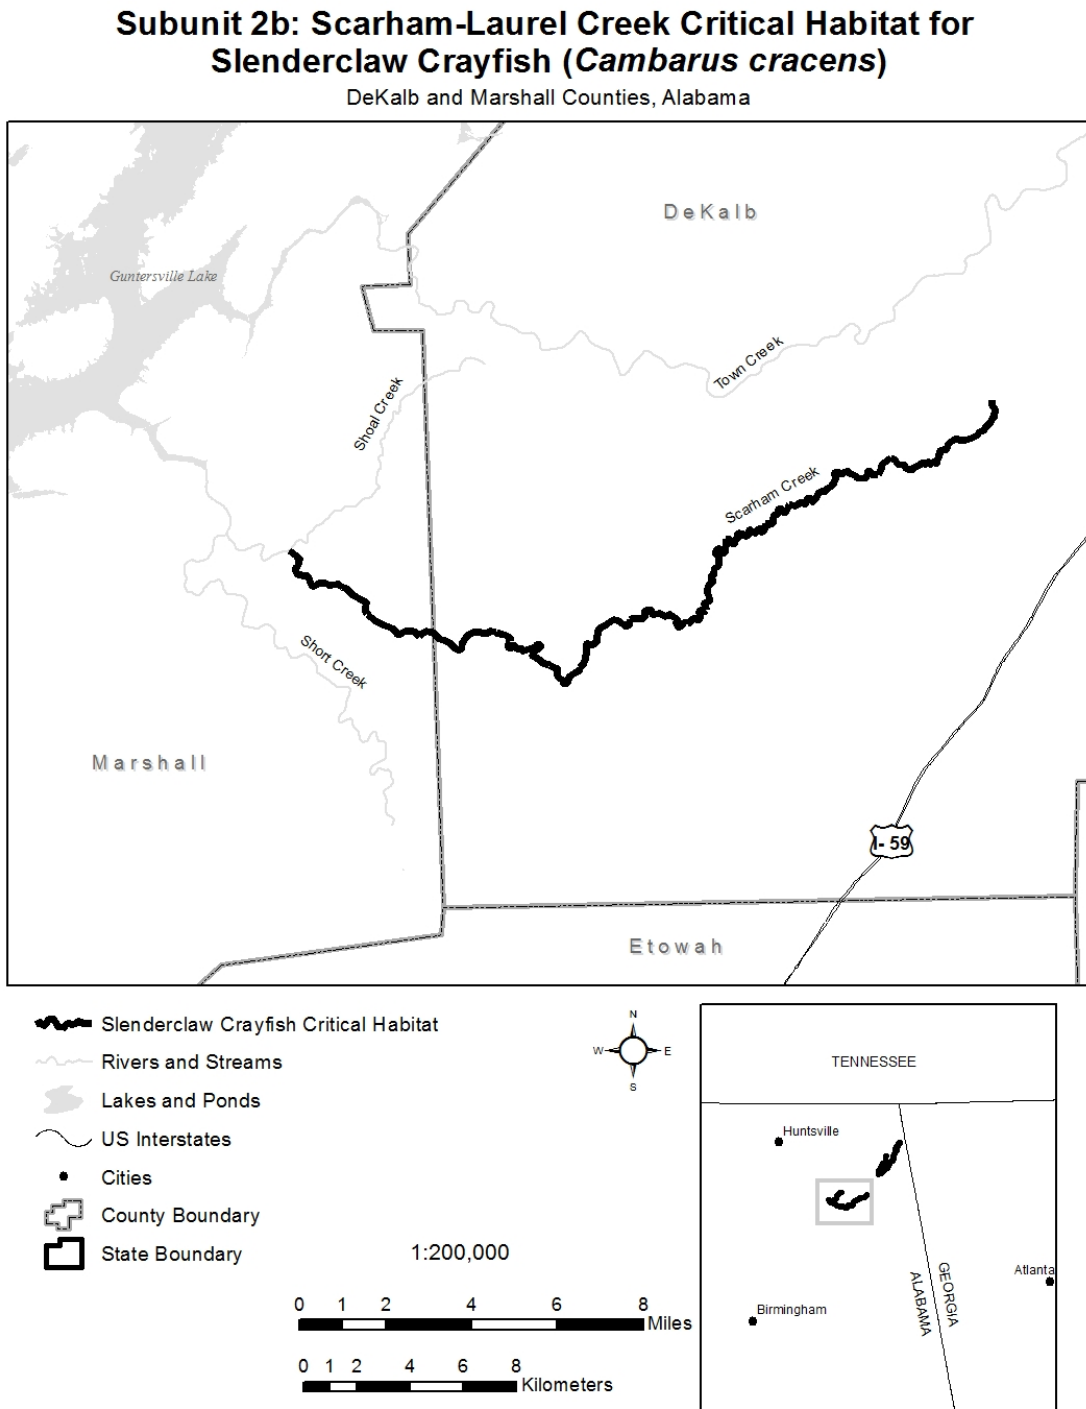 Subunit 2b: Scarham-Laurel Creek Critical Habitat for
Slenderclaw Crayfish (Cambarus cracens)
DeKalb and Marshall Counties, Alabama
DeKalb
Guntersville Lake
Town Creek
Shoal Creek
Scarham Creek
Short Creek
Marshall
I- 59
Etowah
Slenderclaw Crayfish Critical Habitat
Rivers and Streams
Lakes and Ponds
US Interstates
Cities
County Boundary
State Boundary
1:200,000
0 1 2 4 6 8
Miles
0 1 2 4 6 8
Kilometers
N
W E
S
TENNESSEE
Huntsville
Atlanta
GEORGIA
ALABAMA
Birmingham